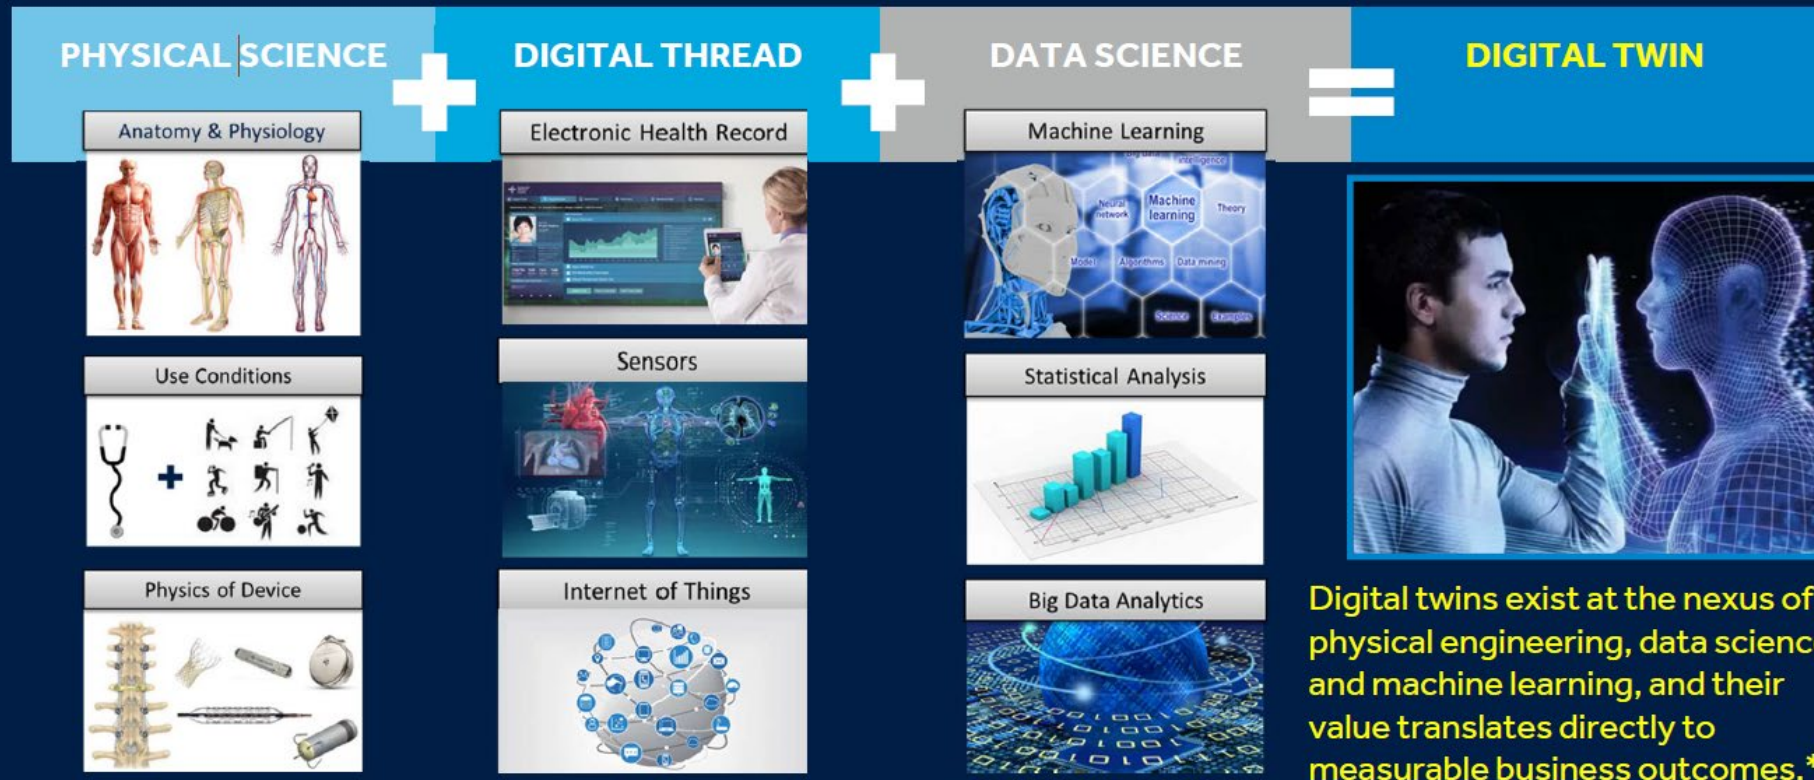 PHYSICAL SCIENCE
DIGITAL THREAD
DATA SCIENCE
DIGITAL TWIN
Anatomy & Physiology
Electronic Health Record
Machine Learning
intelligence
Neural
network
Machine
learning
Theory
Model
Algorithms
Data mining
Science
Examples
Use Conditions
Sensors
Statistical Analysis
Physics of Device
Internet of Things
Big Data Analytics
Digital twins exist at the nexus of
physical engineering, data scienc
and machine learning, and their
value translates directly to
measurable business outcomes *